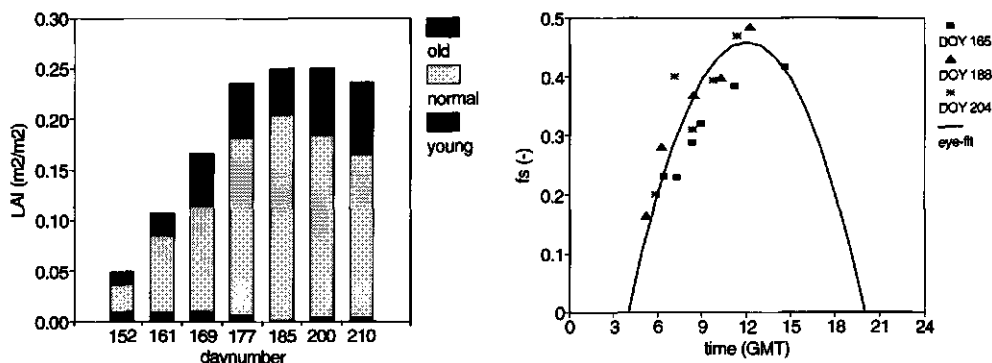 0.30
0.25
0.20
0.15
0.10
0.05
0.00
LAI (m2/m2)
152 161 169 177 185 200 210
daynumber
old
normal
young
0.5
0.4
0.3
0.2
0.1
0
fs (-)
0 3 6 9 12 15 18 21 24
time (GMT)
DOY 165
DOY 188
DOY 204
eye-fit